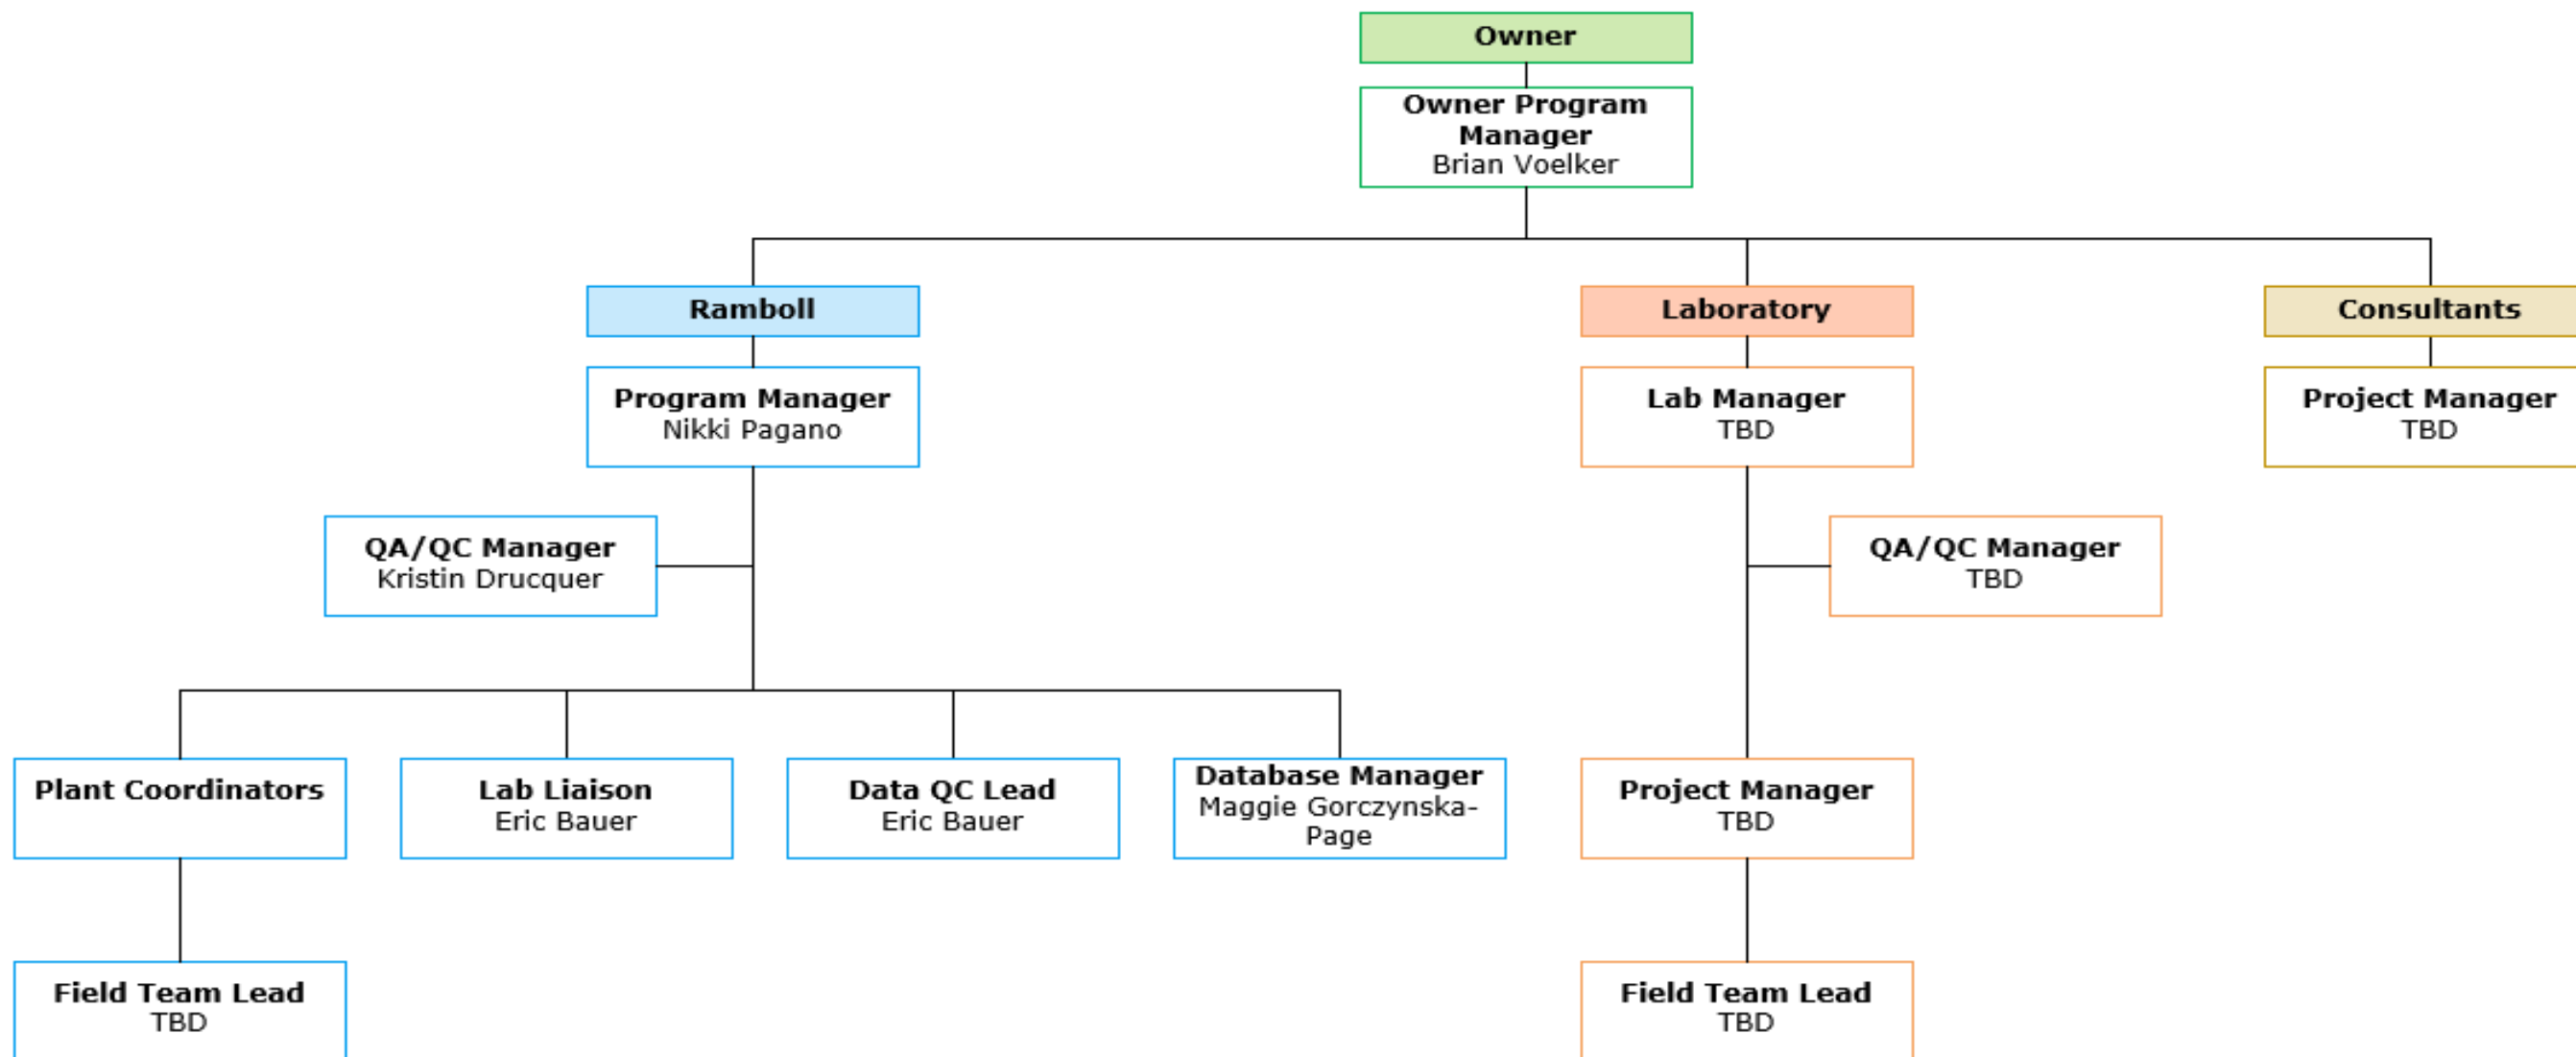 Owner
Owner Program
Manager
Brian Voelker
Ramboll
Laboratory
Consultants
Program Manager
Nikki Pagano
Lab Manager
TBD
Project Manager
TBD
QA/QC Manager
Kristin Drucquer
QA/QC Manager
TBD
Plant Coordinators
Lab Liaison
Eric Bauer
Data QC Lead
Eric Bauer
Database Manager
Maggie Gorczynska-
Page
Project Manager
TBD
Field Team Lead
TBD
Field Team Lead
TBD